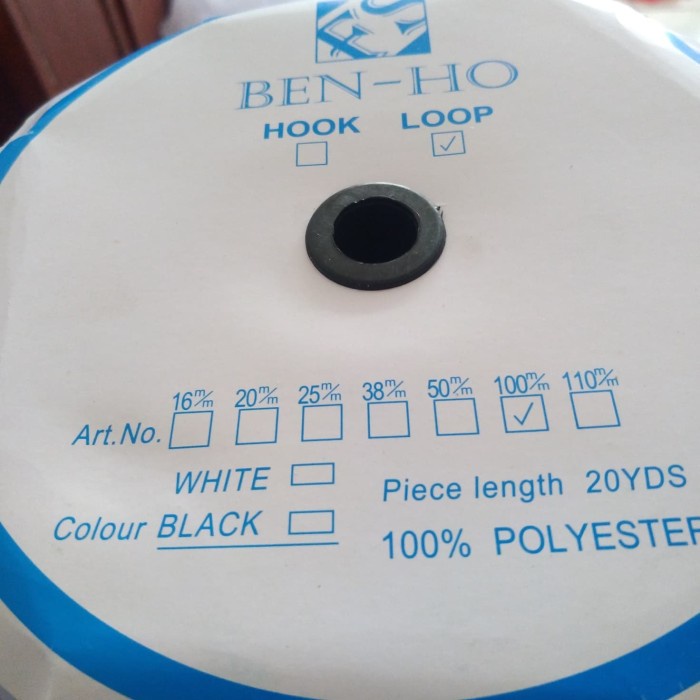 BEN-HO
HOOK LOOP
16m/m 20m/m 25m/m 38m/m 50m/m 100m/m 110m/m
Art.No.
WHITE
Piece length 20YDS
Colour BLACK
100% POLYESTER